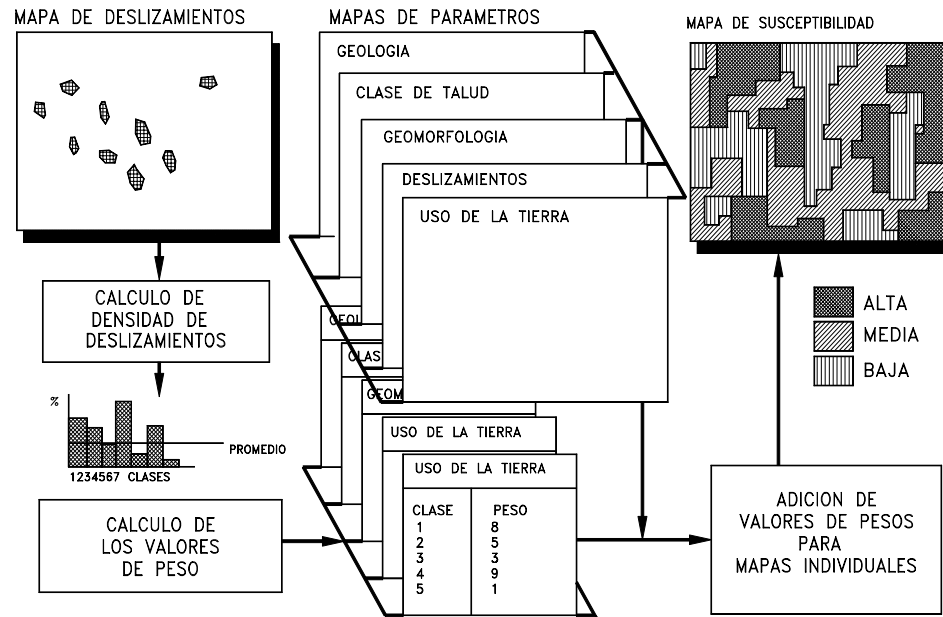 MAPA DE DESLIZAMIENTOS
MAPAS DE PARAMETROS
MAPA DE SUSCEPTIBILIDAD
GEOLOGIA
CLASE DE TALUD
GEOMORFOLOGIA
DESLIZAMIENTOS
USO DE LA TIERRA
CALCULO DE
DENSIDAD DE
DESLIZAMIENTOS
%
PROMEDIO
1234567 CLASES
CALCULO DE
LOS VALORES
DE PESO
GEOL
CLAS
GEOM
USO DE LA TIERRA
USO DE LA TIERRA
CLASE PESO
1 8
2 5
3 3
4 9
5 1
ALTA
MEDIA
BAJA
ADICION DE
VALORES DE PESOS
PARA
MAPAS INDIVIDUALES